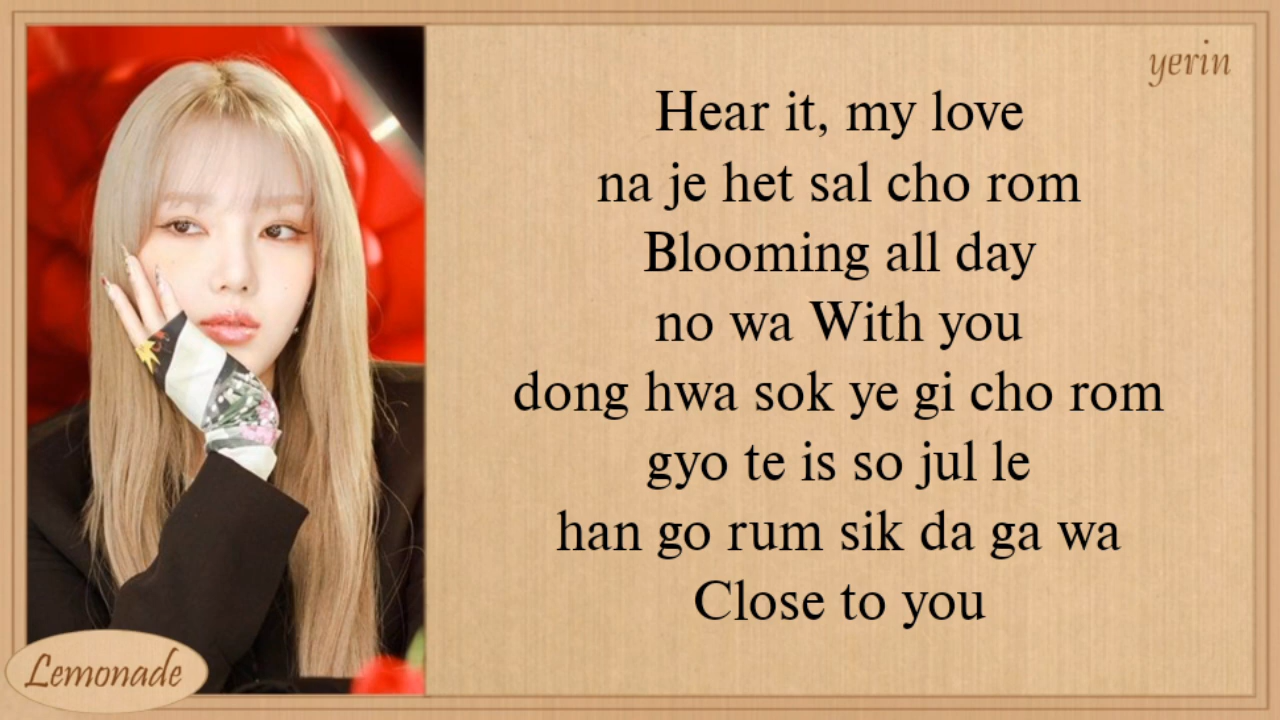 yerin
Hear it, my love
na je het sal cho rom
Blooming all day
no wa With you
dong hwa sok ye gi cho rom
gyo te is so jul le
han go rum sik da ga wa
Close to you
Lemonade